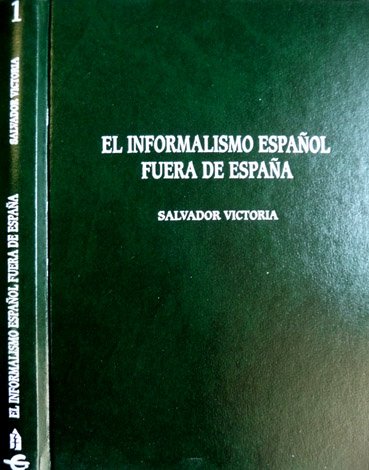 1
SALVADOR VICTORIA
EL INFORMALISMO ESPAÑOL FUERA DE ESPAÑA
EL INFORMALISMO ESPAÑOL
FUERA DE ESPAÑA
SALVADOR VICTORIA